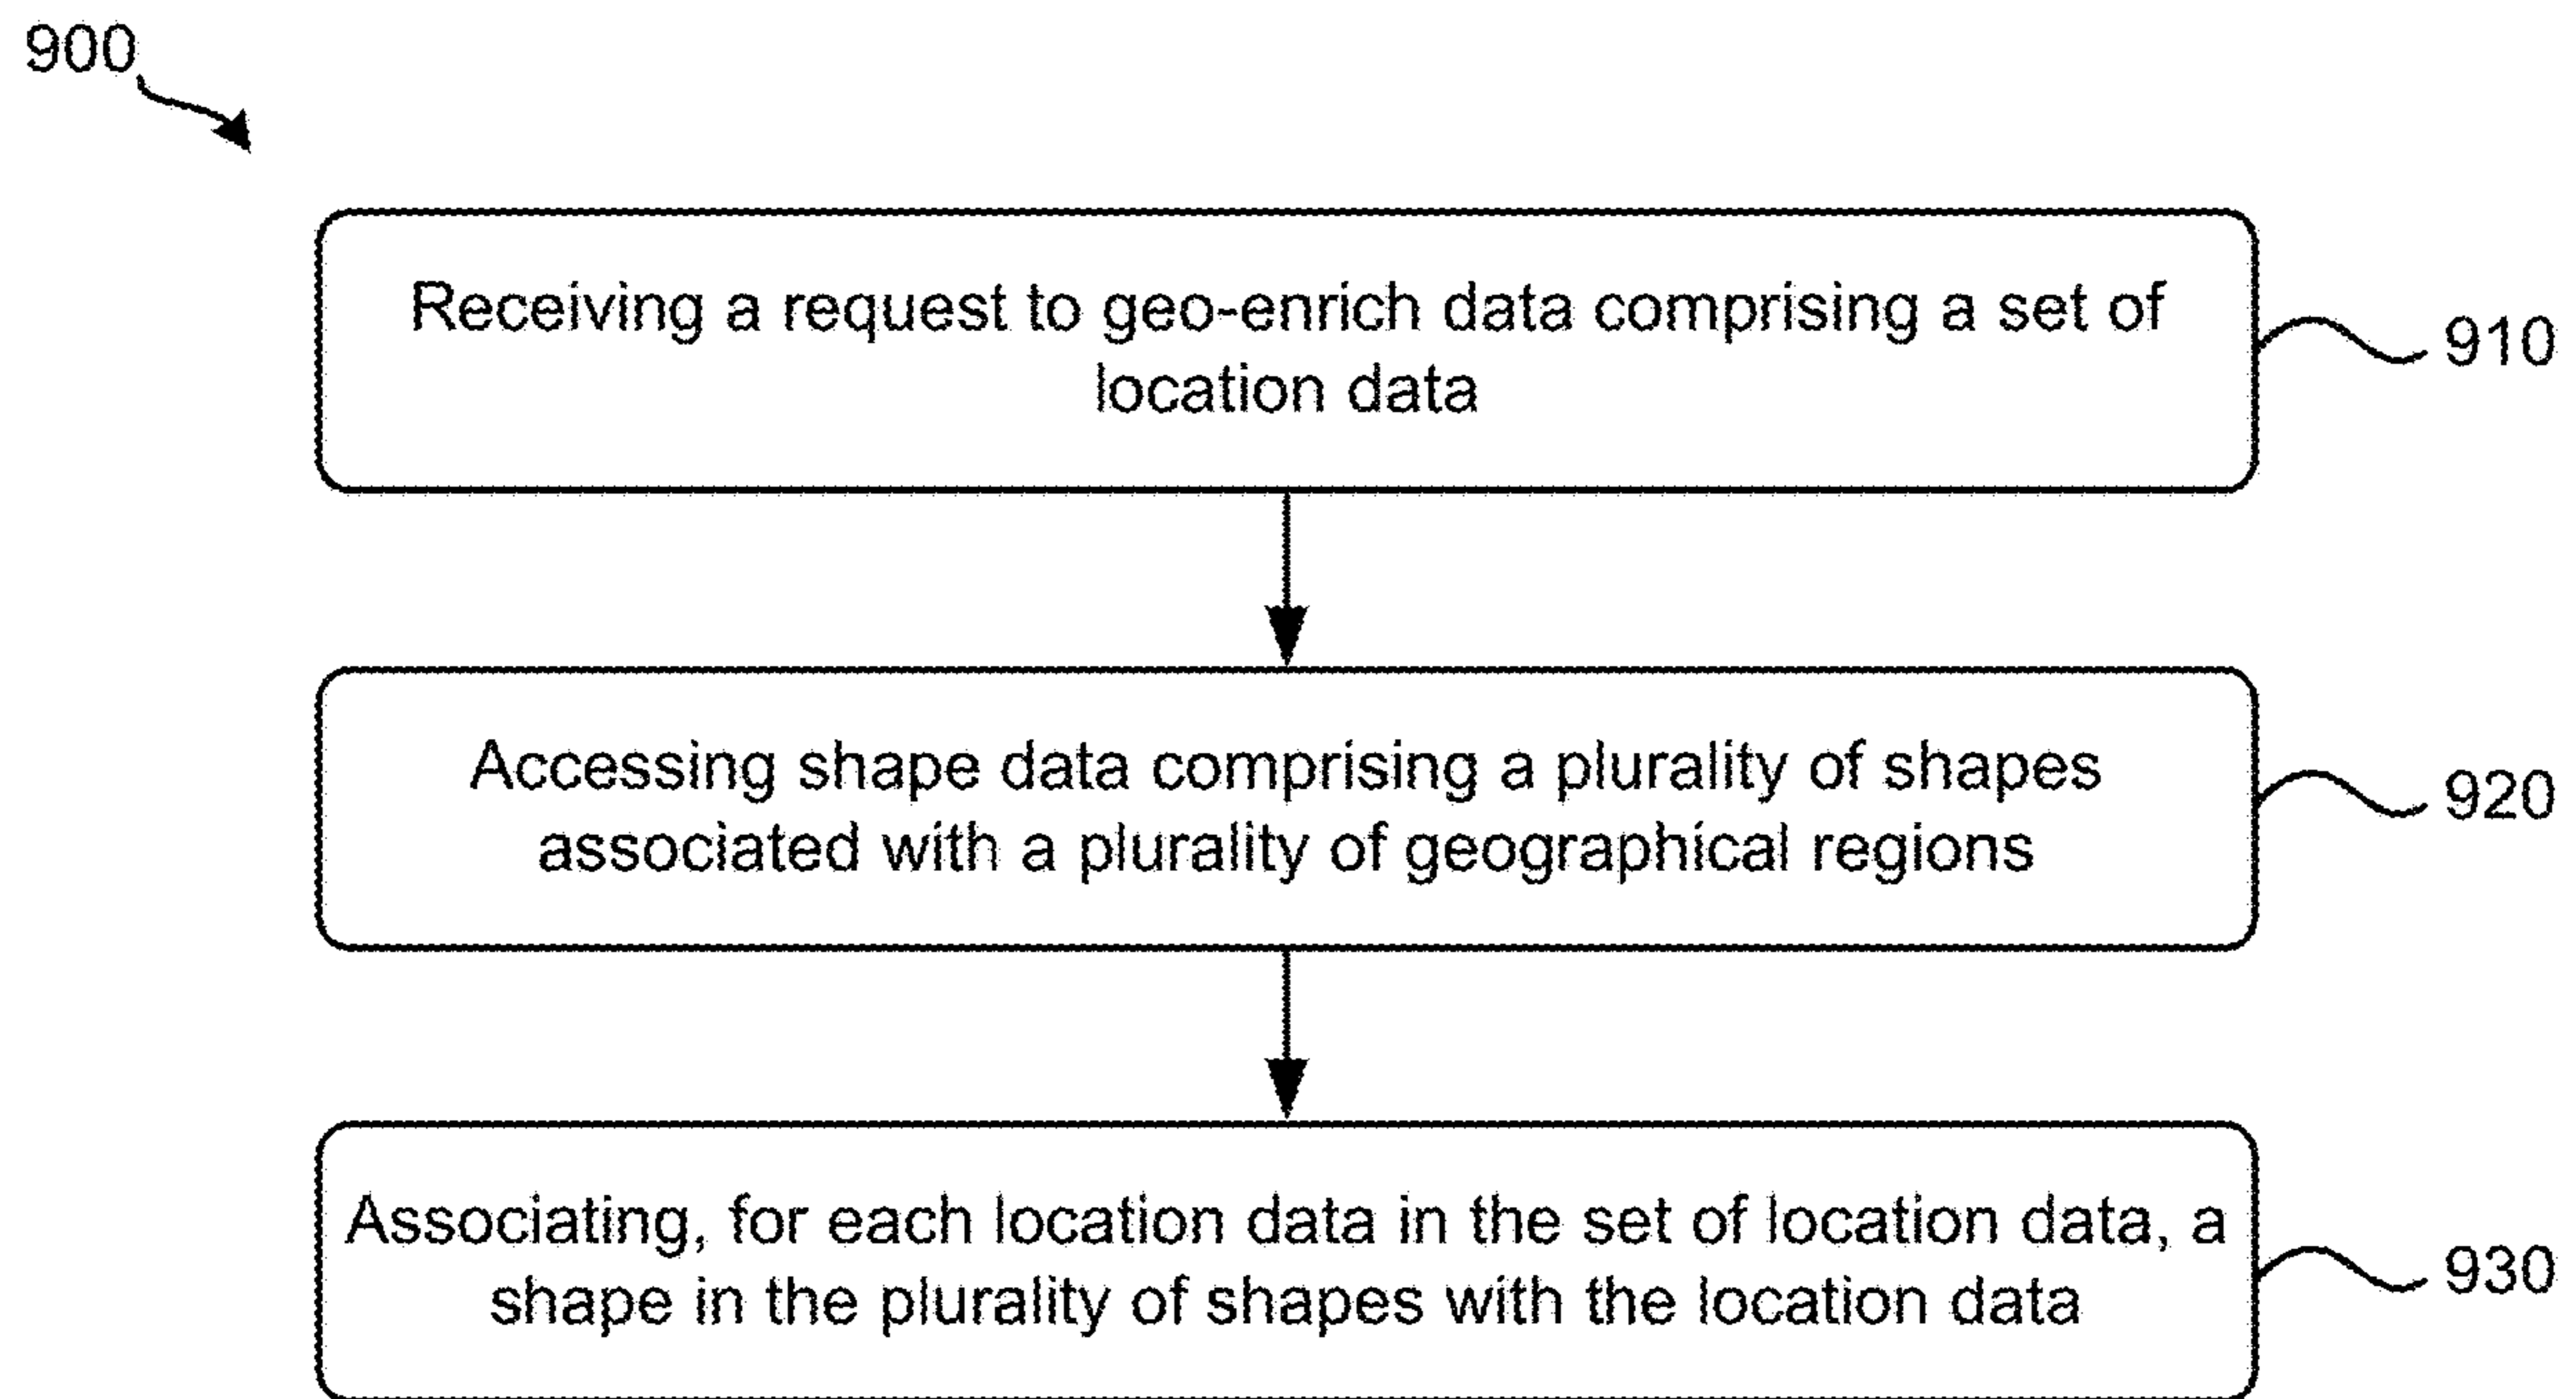 900
Receiving a request to geo-enrich data comprising a set of
location data
910
Accessing shape data comprising a plurality of shapes
associated with a plurality of geographical regions
920
Associating, for each location data in the set of location data, a
shape in the plurality of shapes with the location data
930